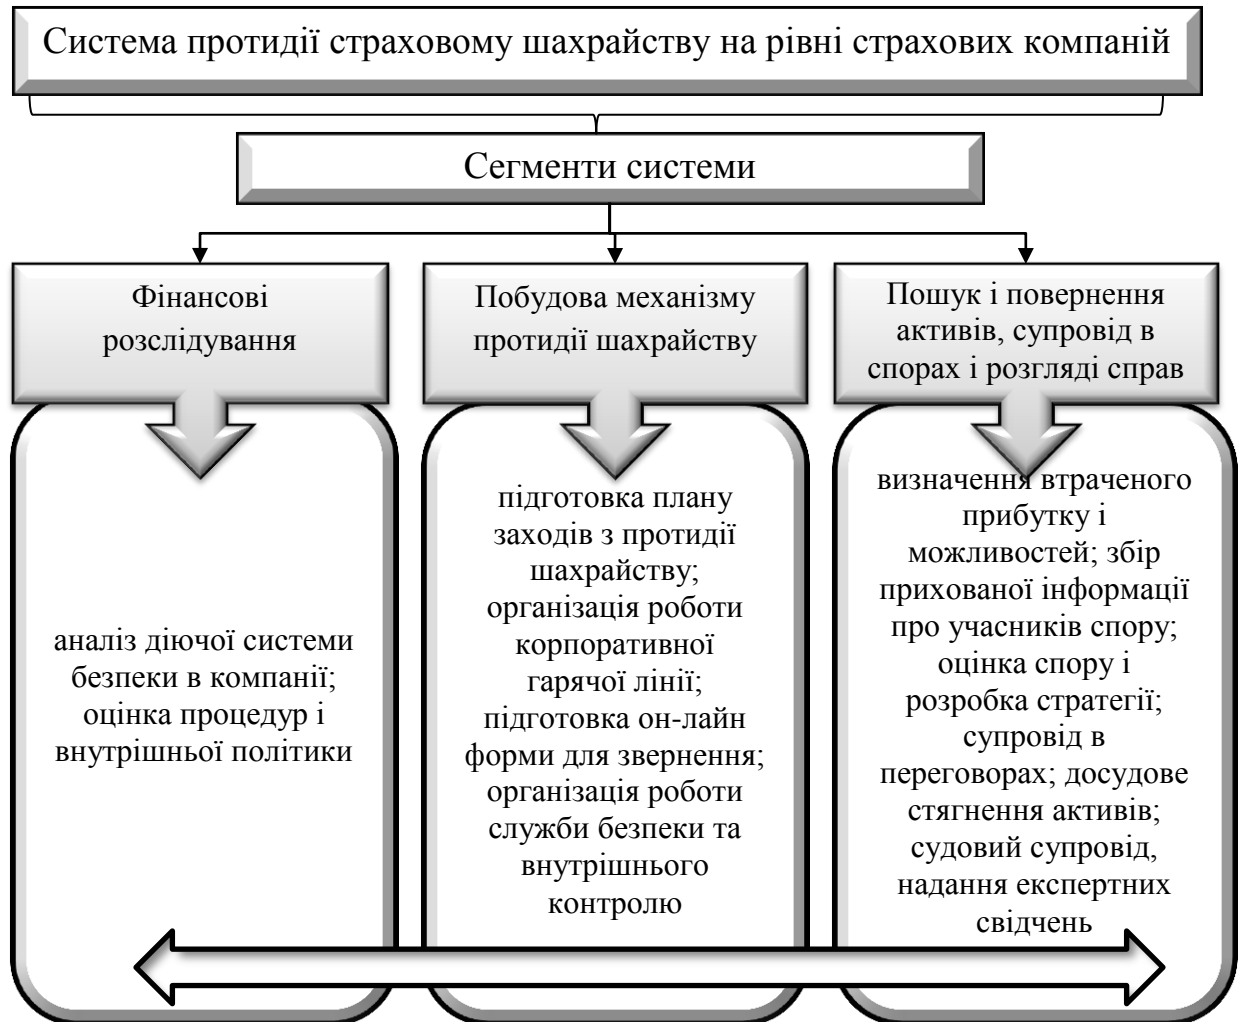 Система протидії страховому шахрайству на рівні страхових компаній
Сегменти системи
Фінансові
розслідування
Побудова механізму
протидії шахрайству
Пошук і повернення
активів, супровід в
спорах і розгляді справ
аналіз діючої системи
безпеки в компанії;
оцінка процедур і
внутрішньої політики
підготовка плану
заходів з протидії
шахрайству;
організація роботи
корпоративної
гарячої лінії;
підготовка он-лайн
форми для звернення;
організація роботи
служби безпеки та
внутрішнього
контролю
визначення втраченого
прибутку і
можливостей; збір
прихованої інформації
про учасників спору;
оцінка спору і
розробка стратегії;
супровід в
переговорах; досудове
стягнення активів;
судовий супровід,
надання експертних
свідчень